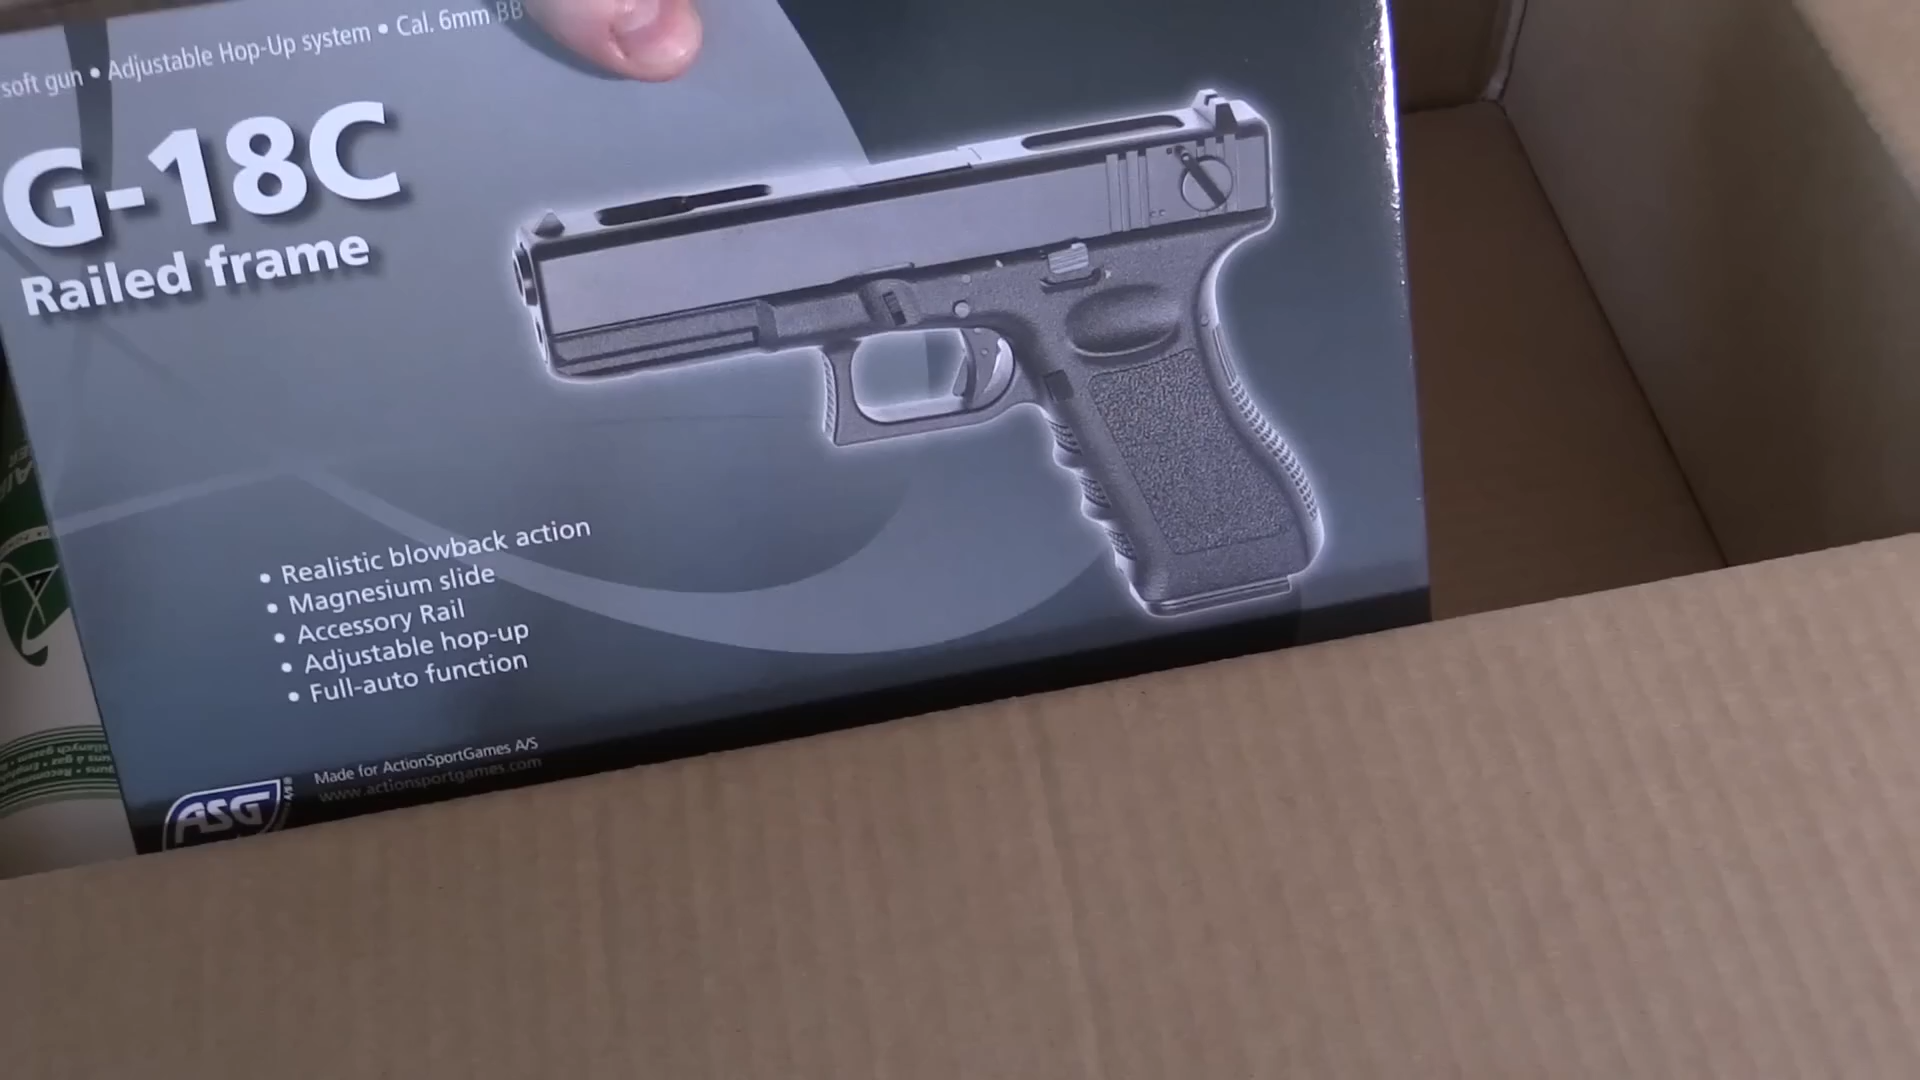 soft gun • Adjustable Hop-Up system • Cal. 6mm BB
G-18C
Railed frame
• Realistic blowback action
• Magnesium slide
• Accessory Rail
• Adjustable hop-up
• Full-auto function
Made for ActionSportGames A/S
www.actionsportgames.com
ASG
A/S®